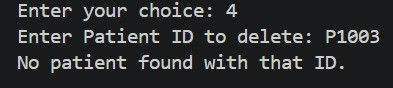 Enter your choice: 4
Enter Patient ID to delete: P1003
No patient found with that ID.